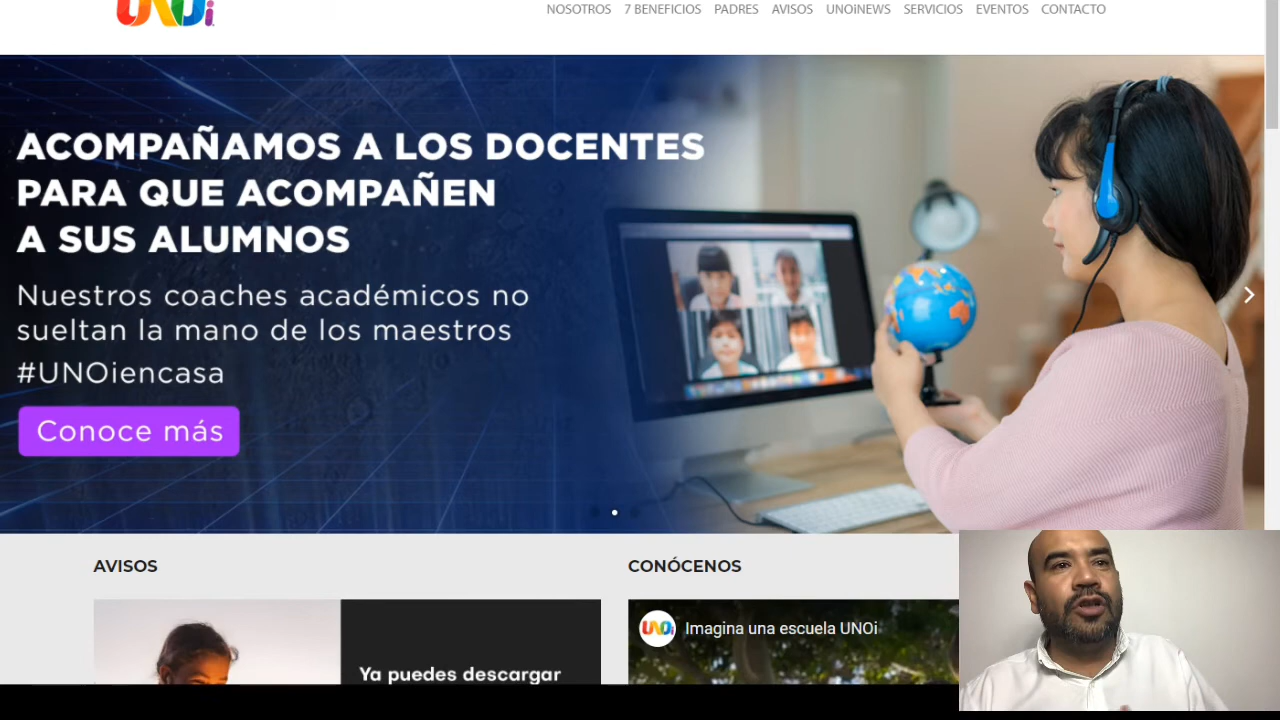 UNOi
NOSOTROS 7 BENEFICIOS PADRES AVISOS UNOiNEWS SERVICIOS EVENTOS CONTACTO
ACOMPAÑAMOS A LOS DOCENTES
PARA QUE ACOMPAÑEN
A SUS ALUMNOS
Nuestros coaches académicos no
sueltan la mano de los maestros
#UNOiencasa
Conoce más
AVISOS
CONÓCENOS
Ya puedes descargar
UNOi
Imagina una escuela UNOi